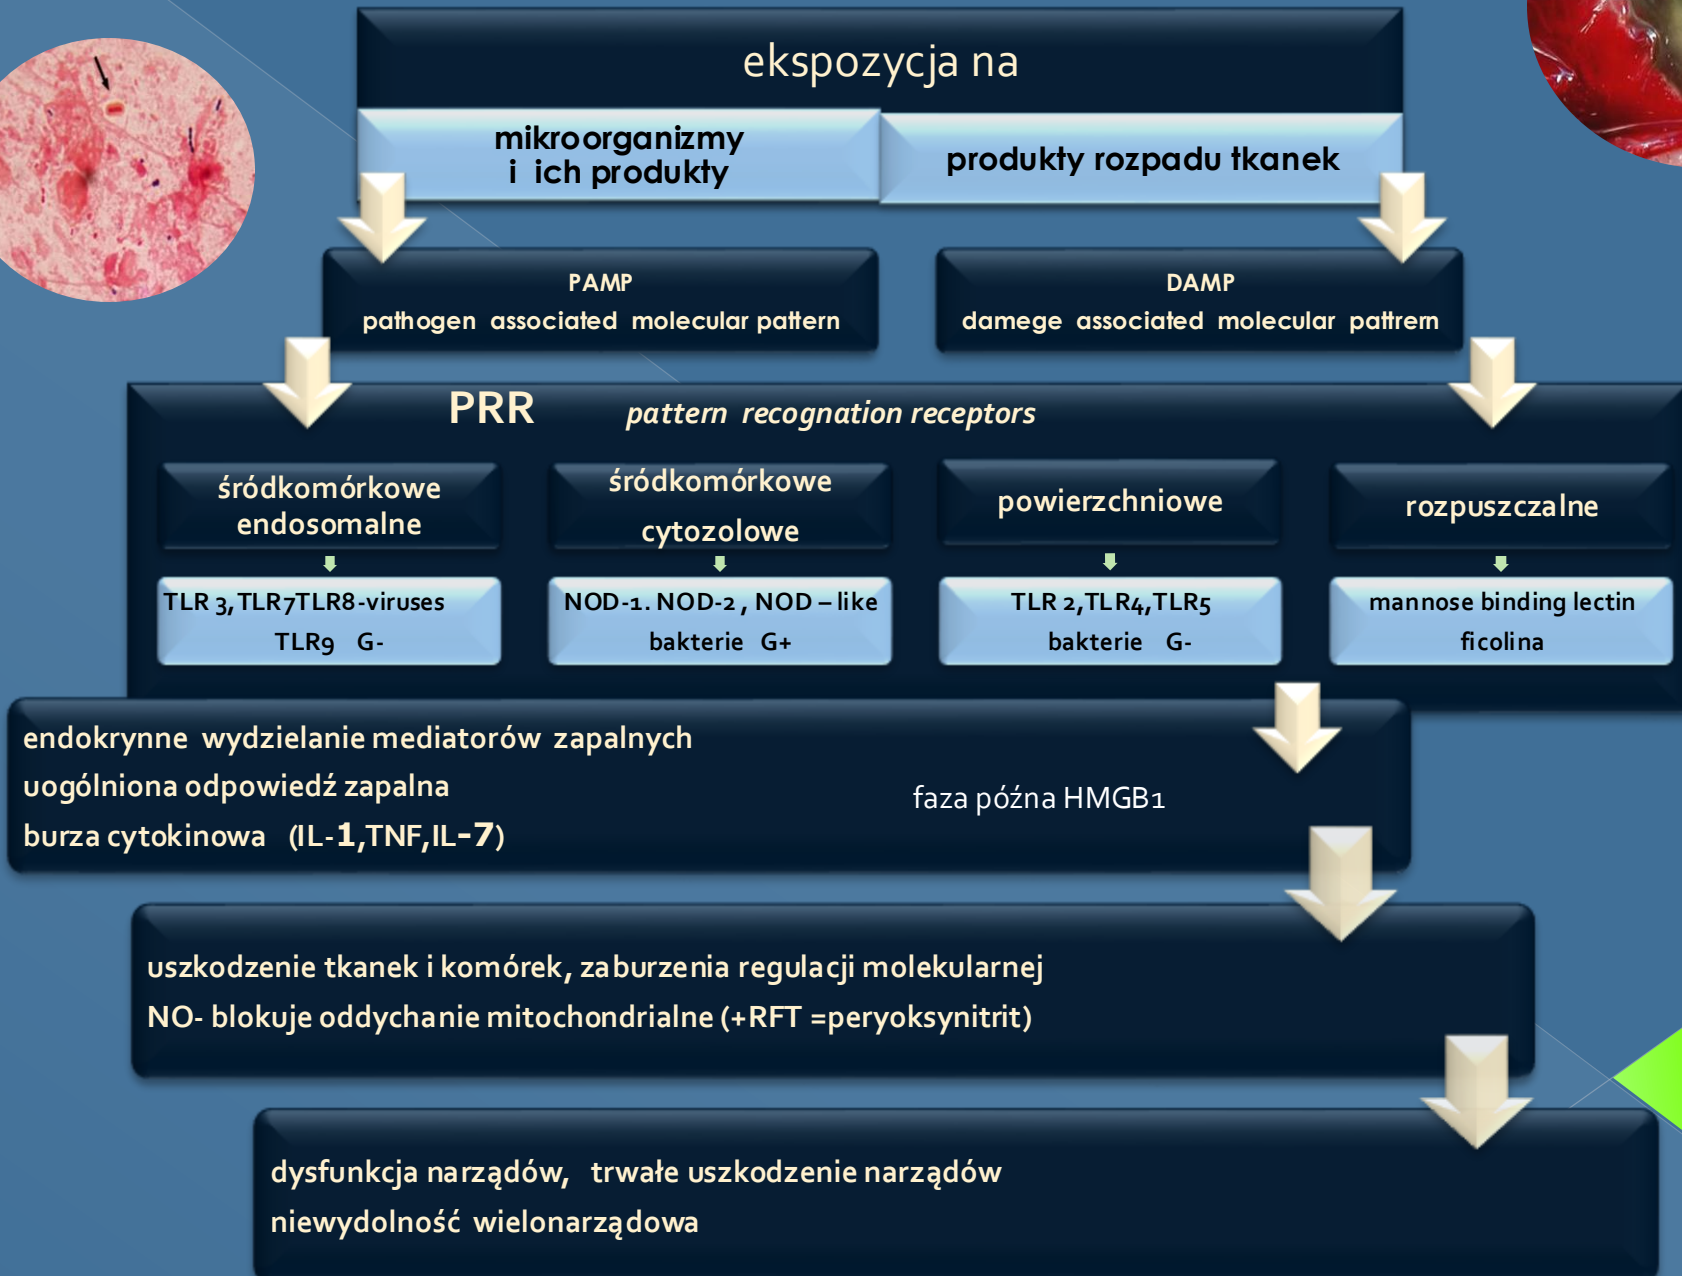 ekspozycja na
mikroorganizmy
i ich produkty
produkty rozpadu tkanek
PAMP
pathogen associated molecular pattern
DAMP
damege associated molecular pattrern
PRR pattern recognation receptors
śródkomórkowe
endosomalne
śródkomórkowe
cytozolowe
powierzchniowe
rozpuszczalne
TLR 3,TLR7TLR8-viruses
TLR9 G-
NOD-1. NOD-2 , NOD – like
bakterie G+
TLR 2,TLR4,TLR5
bakterie G-
mannose binding lectin
ficolina
endokrynne wydzielanie mediatorów zapalnych
uogólniona odpowiedź zapalna
burza cytokinowa (IL-1,TNF,IL-7)
faza późna HMGB1
uszkodzenie tkanek i komórek, zaburzenia regulacji molekularnej
NO- blokuje oddychanie mitochondrialne (+RFT =peryoksynitrit)
dysfunkcja narządów, trwałe uszkodzenie narządów
niewydolność wielonarządowa